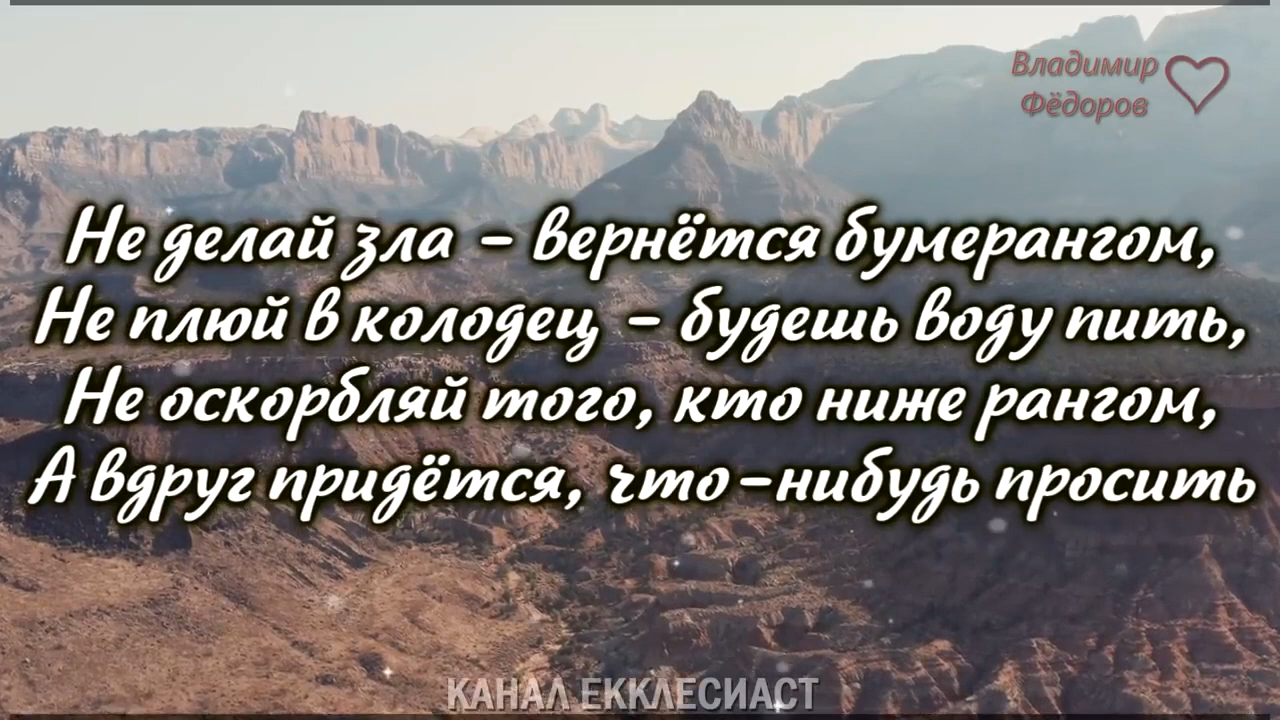 Владимир
Фёдоров
Не делай зла – вернётся бумерангом,
Не плюй в колодец – будешь воду пить,
Не оскорбляй того, кто ниже рангом,
А вдруг придётся, что-нибудь просить
КАНАЛ ЕККЛЕСИАСТ